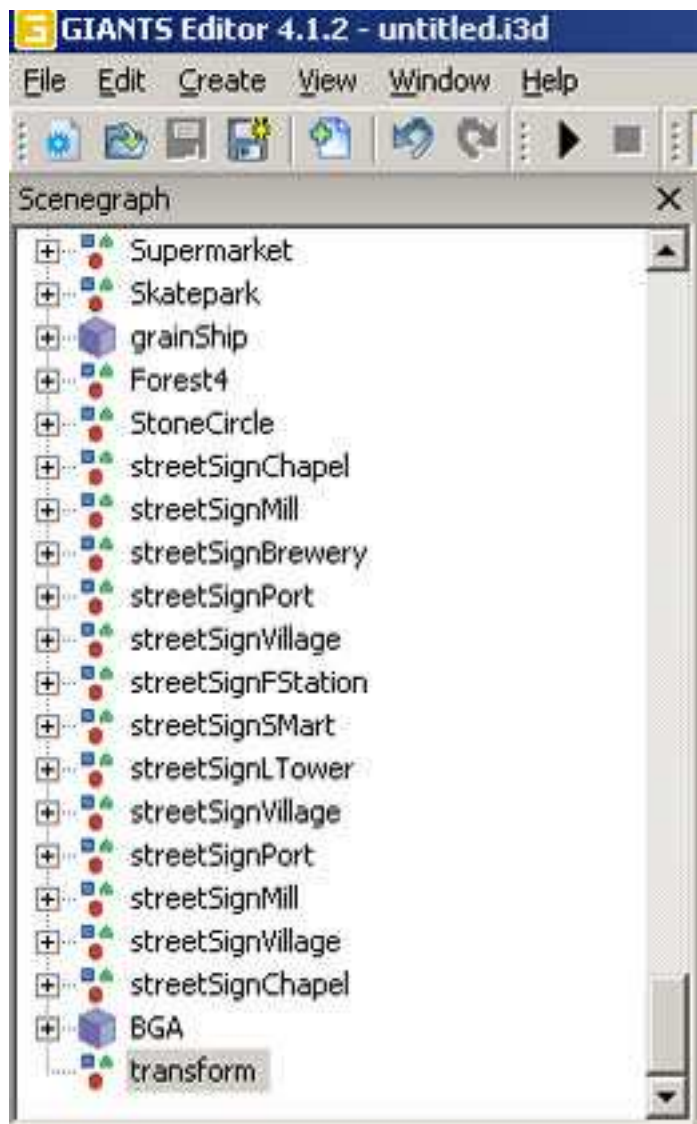 GIANTS Editor 4.1.2 - untitled.i3d
File Edit Create View Window Help
Scenegraph
Supermarket
Skatepark
grainShip
Forest4
StoneCircle
streetSignChapel
streetSignMill
streetSignBrewery
streetSignPort
streetSignVillage
streetSignFStation
streetSignSMart
streetSignLTower
streetSignVillage
streetSignPort
streetSignMill
streetSignVillage
streetSignChapel
BGA
transform